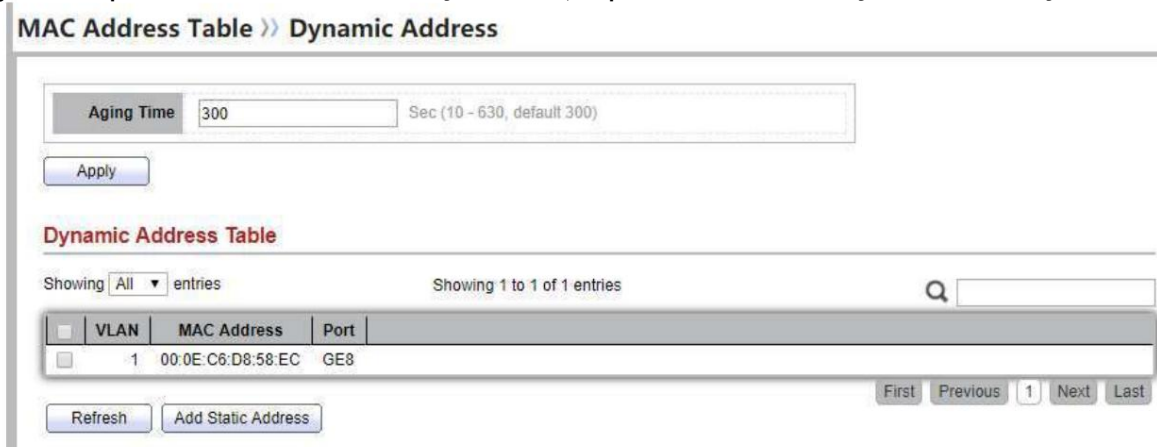 MAC Address Table >> Dynamic Address
Aging Time 300 Sec (10 - 630, default 300)
Apply
Dynamic Address Table
Showing All entries Showing 1 to 1 of 1 entries
VLAN MAC Address Port
1 00:0E:C6:D8:58:EC GE8
First Previous 1 Next Last
Refresh Add Static Address